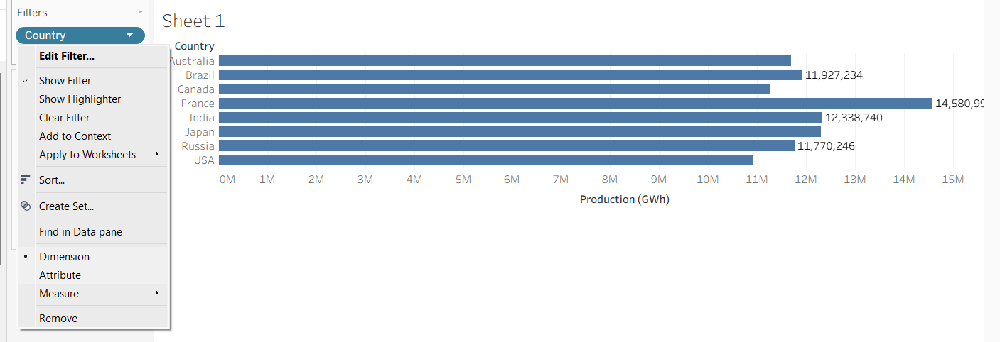 Filters
Country
Edit Filter...
Show Filter
Show Highlighter
Clear Filter
Add to Context
Apply to Worksheets
Sort...
Create Set...
Find in Data pane
Dimension
Attribute
Measure
Remove
Sheet 1
Country
Australia
Brazil 11,927,234
Canada
France 14,580,99
India 12,338,740
Japan
Russia 11,770,246
USA
0M 1M 2M 3M 4M 5M 6M 7M 8M 9M 10M 11M 12M 13M 14M 15M
Production (GWh)